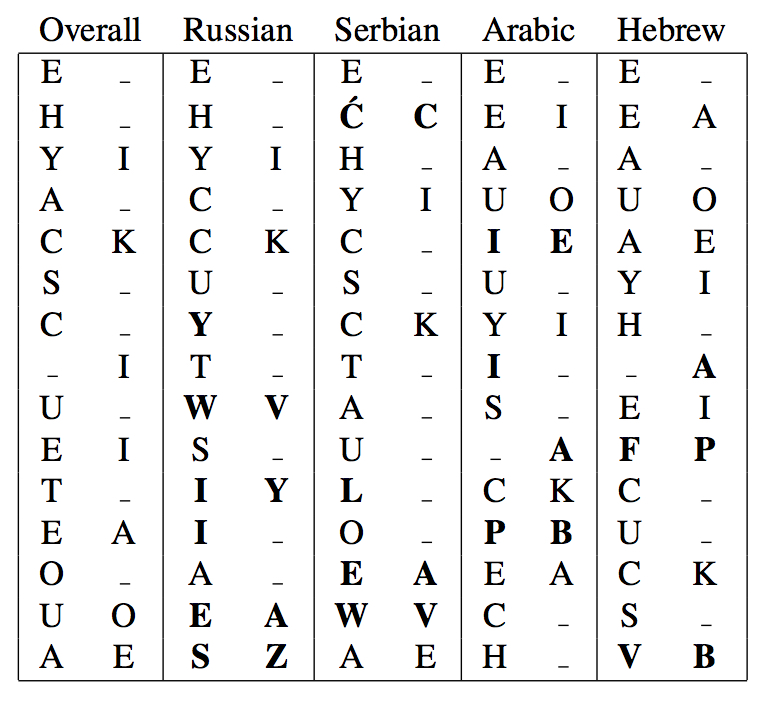 Overall Russian Serbian Arabic Hebrew
E _ E _ E _ E _ E _
H _ H _ Ć C E I E A
Y I Y I H _ A _ A _
A _ C _ Y I U O U O
C K C K C _ I E A E
S _ U _ S _ U _ Y I
C _ Y _ C K Y I H _
_ I T _ T _ I _ _ A
U _ W V A _ S _ E I
E I S _ U _ _ A F P
T _ I Y L _ C K C _
E A I _ O _ P B U _
O _ A _ E A E A C K
U O E A W V C _ S _
A E S Z A E H _ V B